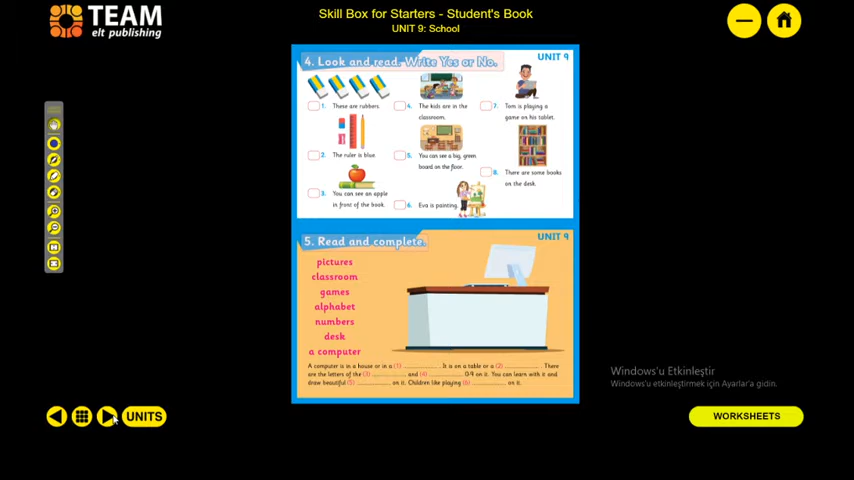 TEAM
elt publishing
Skill Box for Starters - Student's Book
UNIT 9: School
4. Look and read. Write Yes or No.
UNIT 9
1. These are rubbers.
2. The ruler is blue.
3. You can see an apple
in front of the book.
4. The kids are in the
classroom.
5. You can see a big, green
board on the floor.
6. Eva is painting.
7. Tom is playing a
game on his tablet.
8. There are some books
on the desk.
5. Read and complete.
UNIT 9
pictures
classroom
games
alphabet
numbers
desk
a computer
A computer is in a house or in a (1) ............ . It is on a table or a (2) ............ . There
are the letters of the (3) ............ and (4) ............ 0-9 on it. You can learn with it and
draw beautiful (5) ............ on it. Children like playing (6) ............ on it.
Windows'u Etkinleştir
Windows'u etkinleştirmek için Ayarlar'a gidin.
UNITS
WORKSHEETS